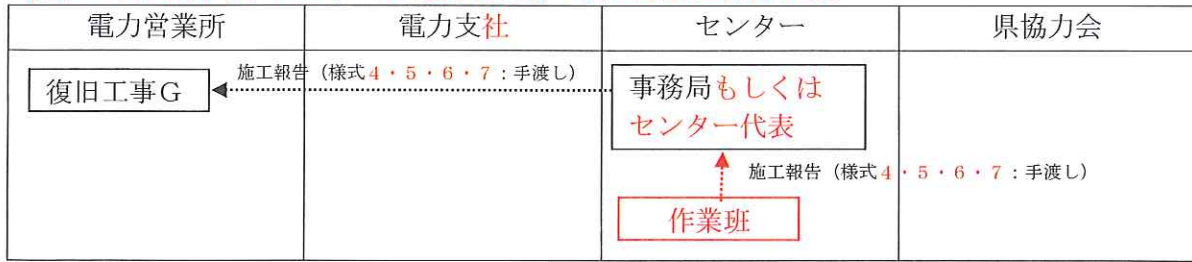 電力営業所
電力支社
センター
県協力会
復旧工事G
施工報告（様式4・5・6・7：手渡し）
事務局もしくは
センター代表
施工報告（様式4・5・6・7：手渡し）
作業班